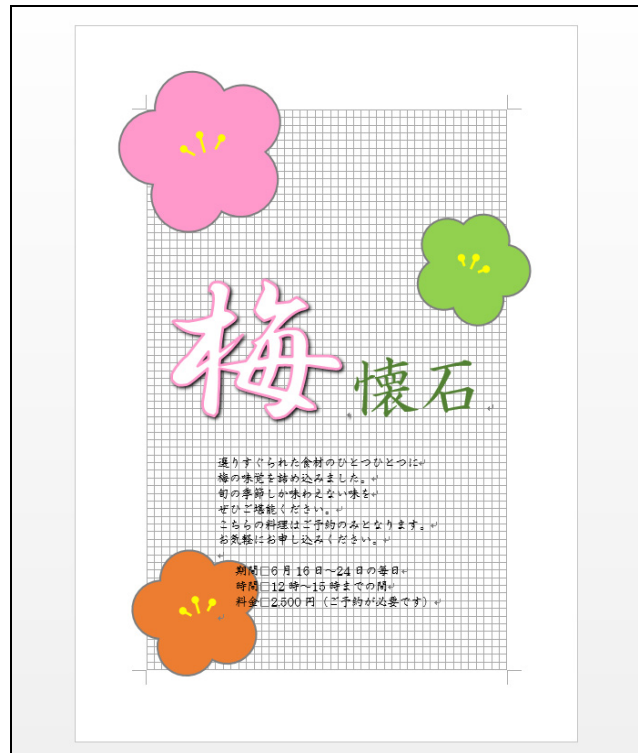 梅 懐石
選りすぐられた食材のひとつひとつに
梅の味覚を詰め込みました。
旬の季節しか味わえない味を
ぜひご堪能ください。
こちらの料理はご予約のみとなります。
お気軽にお申し込みください。
期間□6月16日～24日の毎日
時間□12時～15時までの間
料金□2,500円（ご予約が必要です）